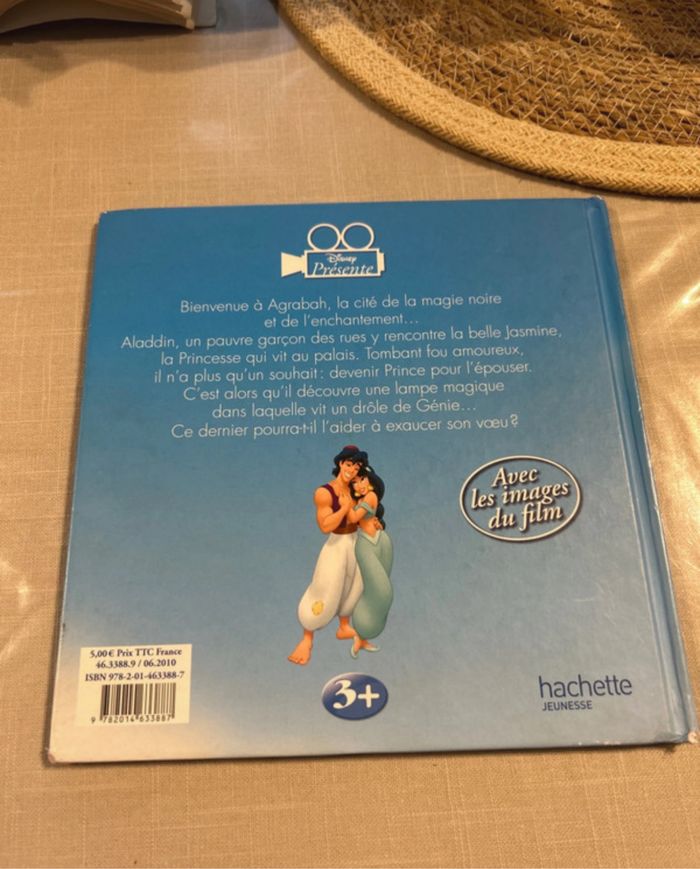 Disney
Présente
Bienvenue à Agrabah, la cité de la magie noire
et de l'enchantement...
Aladdin, un pauvre garçon des rues y rencontre la belle Jasmine,
la Princesse qui vit au palais. Tombant fou amoureux,
il n'a plus qu'un souhait : devenir Prince pour l'épouser.
C'est alors qu'il découvre une lampe magique
dans laquelle vit un drôle de Génie...
Ce dernier pourra-t-il l'aider à exaucer son vœu ?
Avec
les images
du film
5,00 € Prix TTC France
46.3388.9 / 06.2010
ISBN 978-2-01-463388-7
9 782014 633887
3+
hachette
JEUNESSE